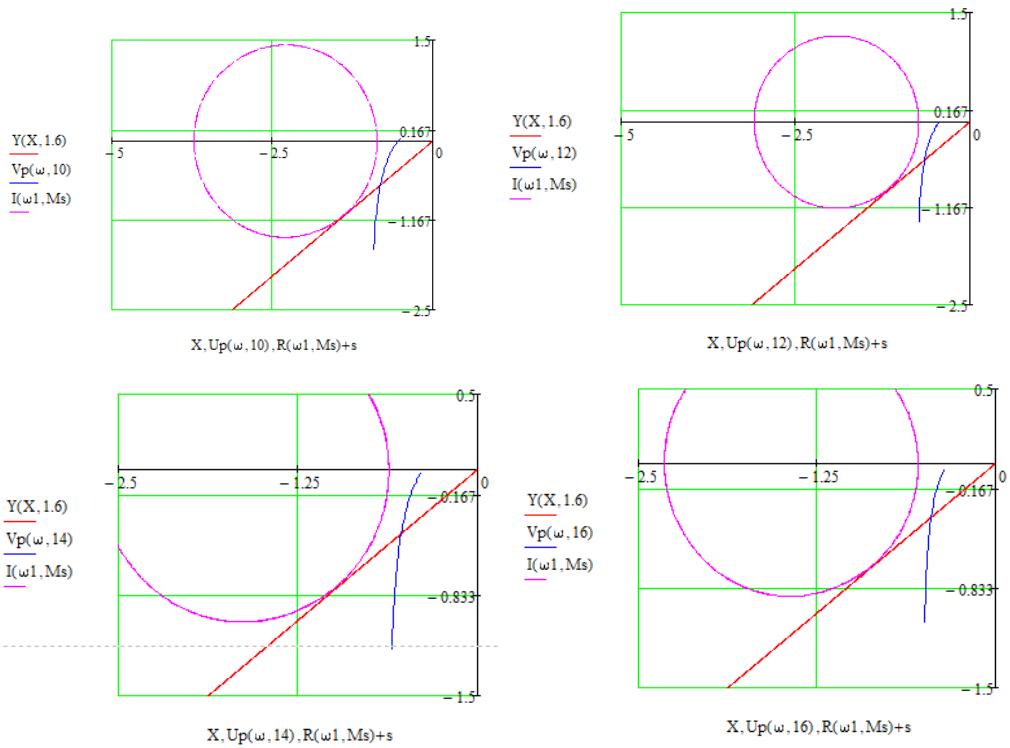 1.5
Y(X,1.6)
Vp(ω,10)
I(ω1,Ms)
0.167
−5
−2.5
0
−1.167
−2.5
X,Up(ω,10),R(ω1,Ms)+s
1.5
Y(X,1.6)
Vp(ω,12)
I(ω1,Ms)
0.167
−5
−2.5
0
−1.167
−2.5
X,Up(ω,12),R(ω1,Ms)+s
0.5
Y(X,1.6)
Vp(ω,14)
I(ω1,Ms)
−2.5
−1.25
0
−0.167
−0.833
−1.5
X,Up(ω,14),R(ω1,Ms)+s
0.5
Y(X,1.6)
Vp(ω,16)
I(ω1,Ms)
−2.5
−1.25
0
−0.167
−0.833
−1.5
X,Up(ω,16),R(ω1,Ms)+s